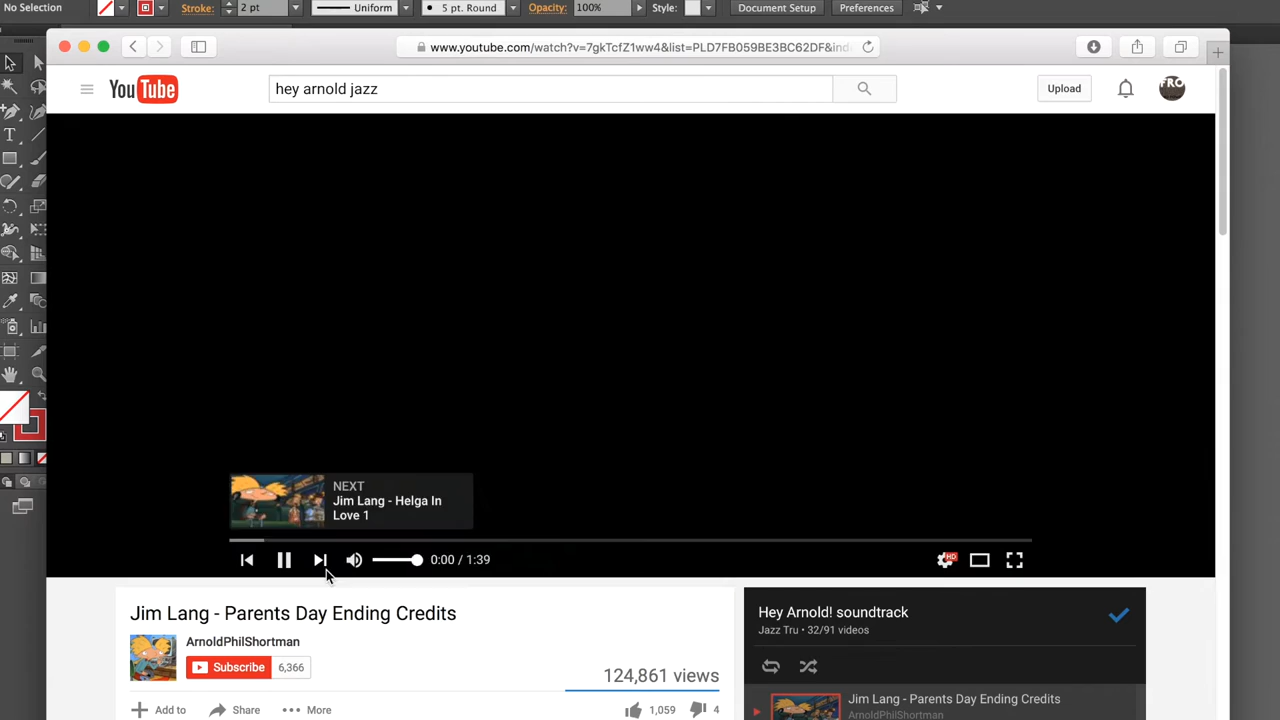 No Selection Stroke: 2 pt Uniform 5 pt. Round Opacity: 100% Style: Document Setup Preferences
www.youtube.com/watch?v=7gkTcfZ1ww4&list=PLD7FB059BE3BC62DF&ind
YouTube hey arnold jazz Upload
FRO
NEXT
Jim Lang - Helga In
Love 1
0:00 / 1:39 HD
Jim Lang - Parents Day Ending Credits
ArnoldPhilShortman
Subscribe 6,366
124,861 views
Add to Share More 1,059 4
Hey Arnold! soundtrack
Jazz Tru • 32/91 videos
Jim Lang - Parents Day Ending Credits
ArnoldPhilShortman